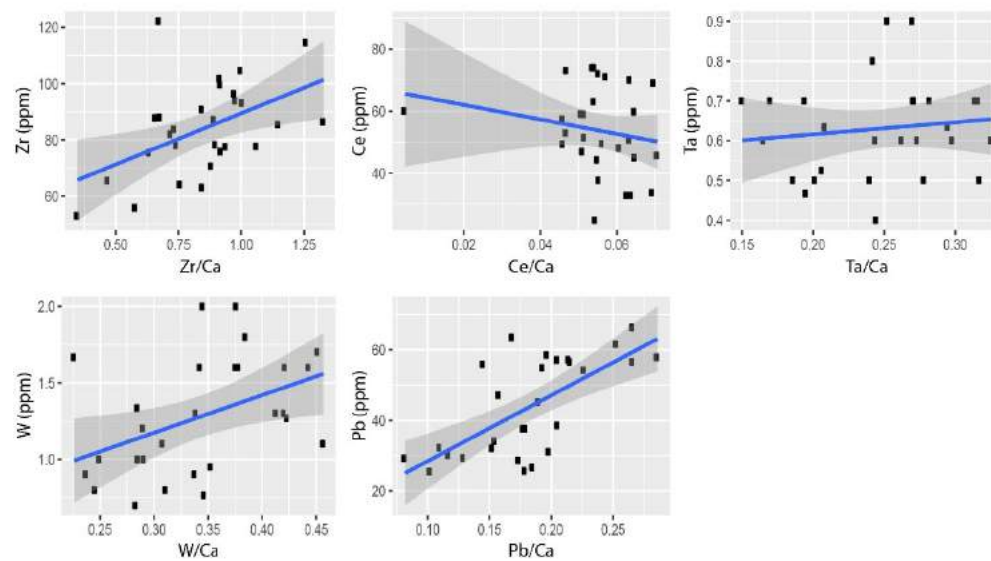 Zr (ppm)
120
100
80
60
0.50 0.75 1.00 1.25
Zr/Ca
Ce (ppm)
80
60
40
0.02 0.04 0.06
Ce/Ca
Ta (ppm)
0.9
0.8
0.7
0.6
0.5
0.4
0.15 0.20 0.25 0.30
Ta/Ca
W (ppm)
2.0
1.5
1.0
0.25 0.30 0.35 0.40 0.45
W/Ca
Pb (ppm)
60
40
20
0.10 0.15 0.20 0.25
Pb/Ca